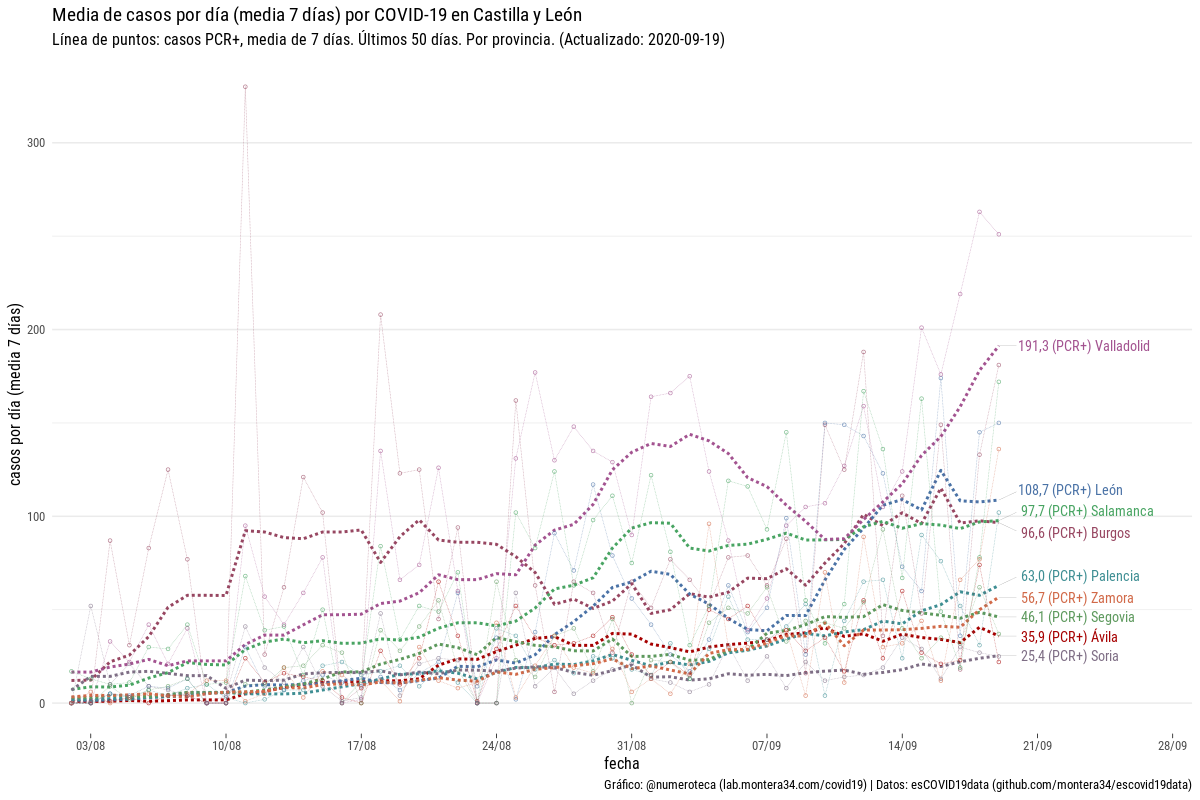 Media de casos por día (media 7 días) por COVID-19 en Castilla y León
Línea de puntos: casos PCR+, media de 7 días. Últimos 50 días. Por provincia. (Actualizado: 2020-09-19)
casos por día (media 7 días)
300
200
100
0
191,3 (PCR+) Valladolid
108,7 (PCR+) León
97,7 (PCR+) Salamanca
96,6 (PCR+) Burgos
63,0 (PCR+) Palencia
56,7 (PCR+) Zamora
46,1 (PCR+) Segovia
35,9 (PCR+) Ávila
25,4 (PCR+) Soria
03/08 10/08 17/08 24/08 31/08 07/09 14/09 21/09 28/09
fecha
Gráfico: @numeroteca (lab.montera34.com/covid19) | Datos: esCOVID19data (github.com/montera34/escovid19data)